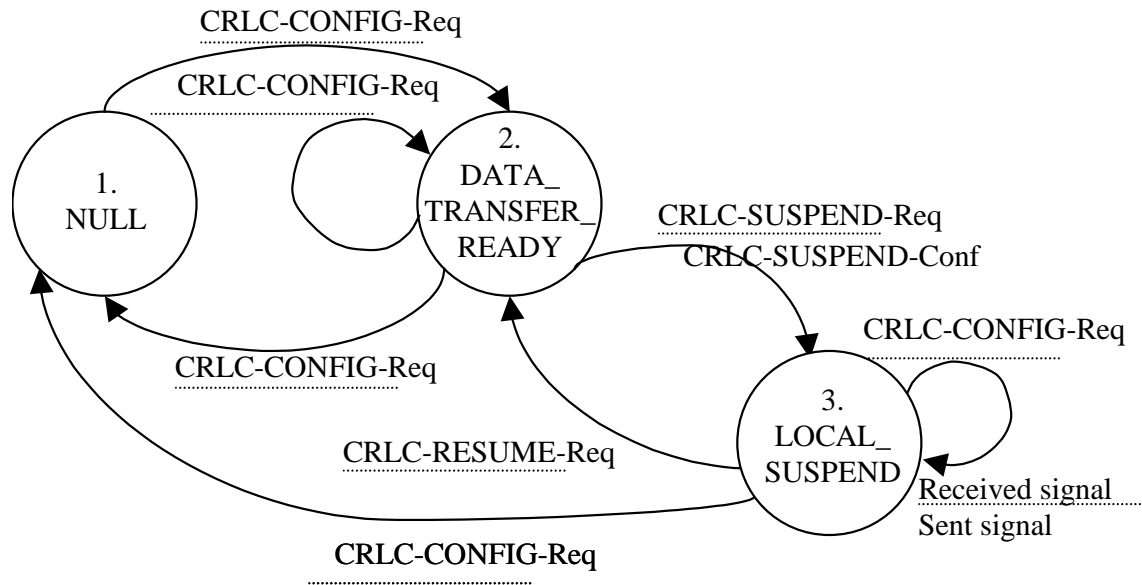 CRLC-CONFIG-Req
CRLC-CONFIG-Req
1.
NULL
2.
DATA_
TRANSFER_
READY
CRLC-SUSPEND-Req
CRLC-SUSPEND-Conf
CRLC-CONFIG-Req
CRLC-CONFIG-Req
3.
LOCAL_
SUSPEND
CRLC-RESUME-Req
Received signal
Sent signal
CRLC-CONFIG-Req